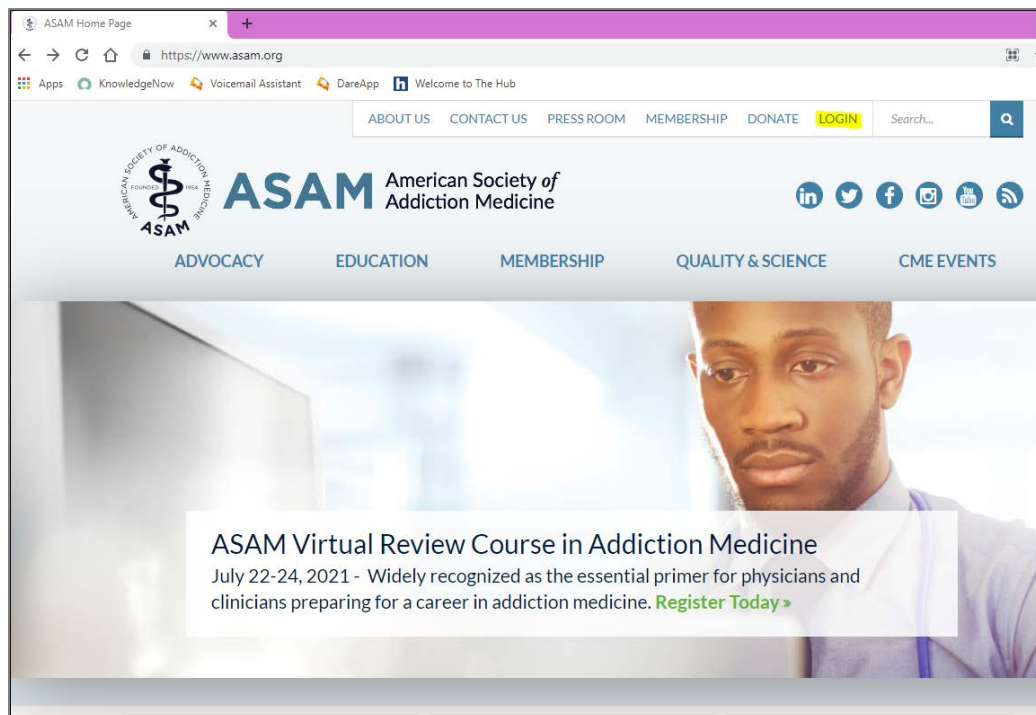 ASAM Home Page
https://www.asam.org
Apps KnowledgeNow Voicemail Assistant DareApp h Welcome to The Hub
ABOUT US CONTACT US PRESS ROOM MEMBERSHIP DONATE LOGIN Search...
AMERICAN SOCIETY OF ADDICTION MEDICINE
FOUNDED 1954
ASAM
ASAM American Society of
Addiction Medicine
in f You Tube
ADVOCACY EDUCATION MEMBERSHIP QUALITY & SCIENCE CME EVENTS
ASAM Virtual Review Course in Addiction Medicine
July 22-24, 2021 - Widely recognized as the essential primer for physicians and
clinicians preparing for a career in addiction medicine. Register Today »